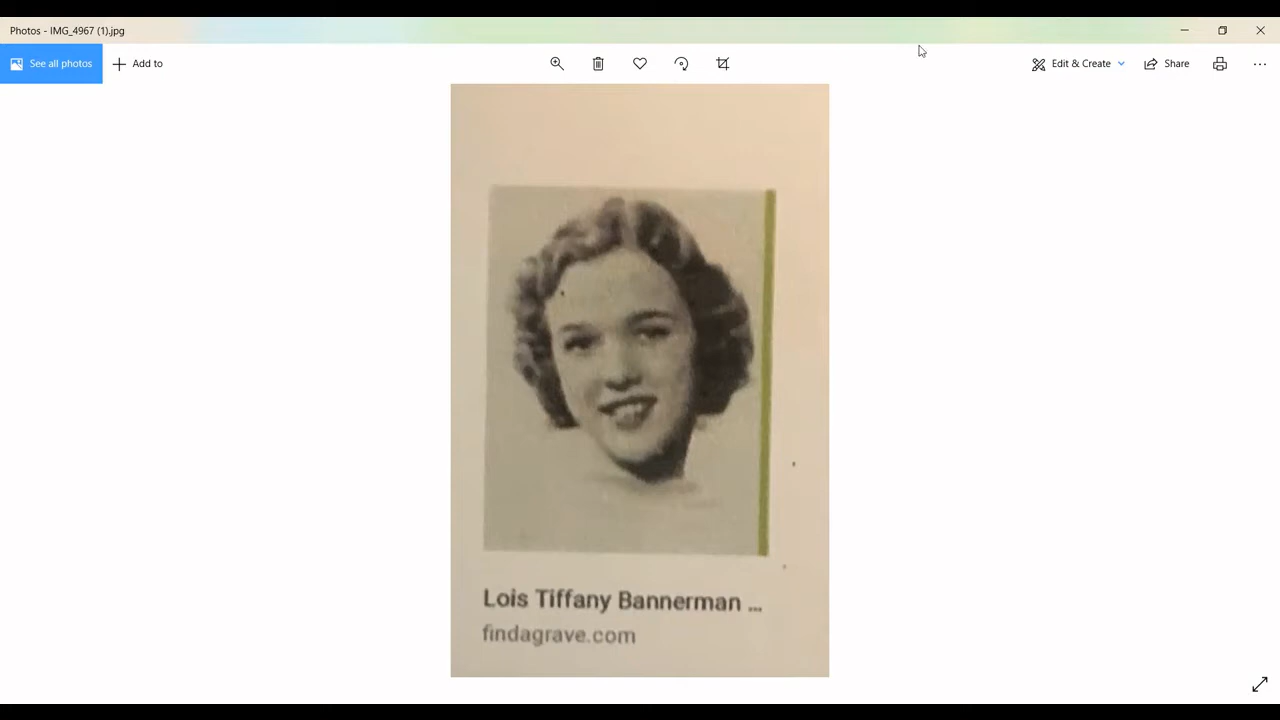 Photos - IMG_4967 (1).jpg
See all photos
Add to
Edit & Create
Share
Lois Tiffany Bannerman ...
findagrave.com